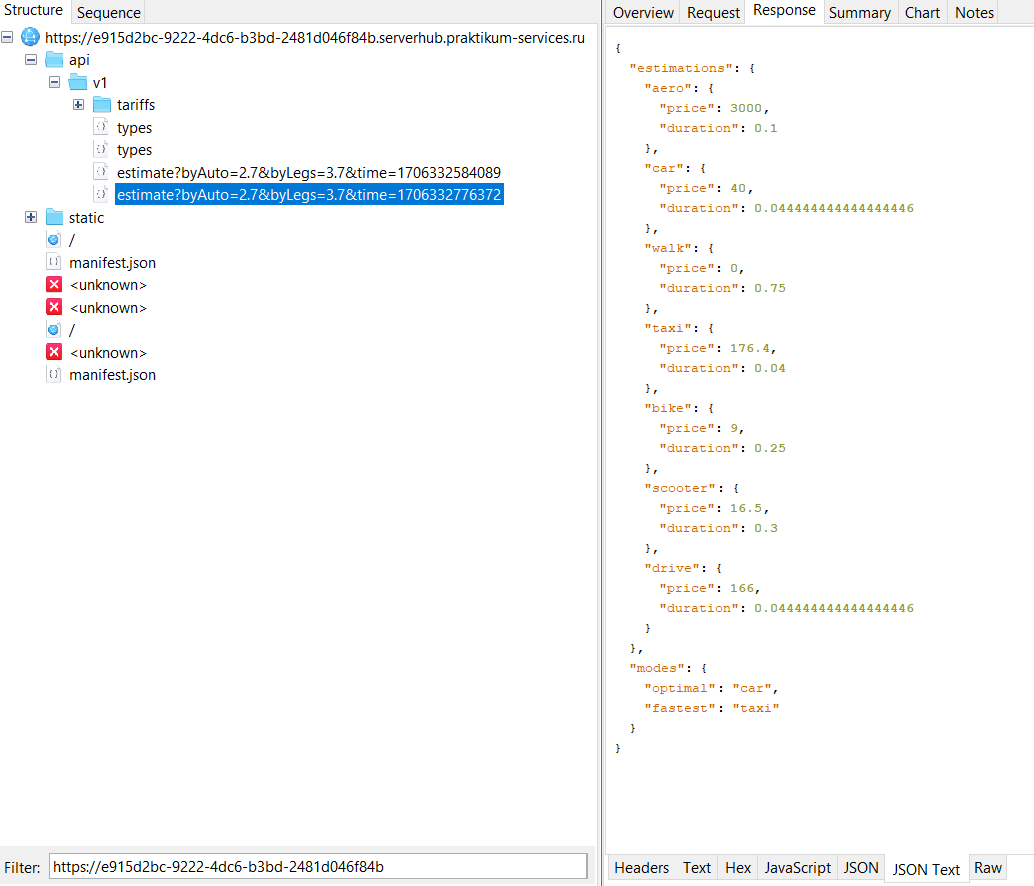 Structure
Sequence
https://e915d2bc-9222-4dc6-b3bd-2481d046f84b.serverhub.praktikum-services.ru
api
v1
tariffs
types
types
estimate?byAuto=2.7&byLegs=3.7&time=1706332584089
estimate?byAuto=2.7&byLegs=3.7&time=1706332776372
static
/
manifest.json
<unknown>
<unknown>
/
<unknown>
manifest.json
Filter: https://e915d2bc-9222-4dc6-b3bd-2481d046f84b
Overview Request Response Summary Chart Notes
{
"estimations": {
"aero": {
"price": 3000,
"duration": 0.1
},
"car": {
"price": 40,
"duration": 0.044444444444444446
},
"walk": {
"price": 0,
"duration": 0.75
},
"taxi": {
"price": 176.4,
"duration": 0.04
},
"bike": {
"price": 9,
"duration": 0.25
},
"scooter": {
"price": 16.5,
"duration": 0.3
},
"drive": {
"price": 166,
"duration": 0.044444444444444446
}
},
"modes": {
"optimal": "car",
"fastest": "taxi"
}
}
Headers Text Hex JavaScript JSON JSON Text Raw